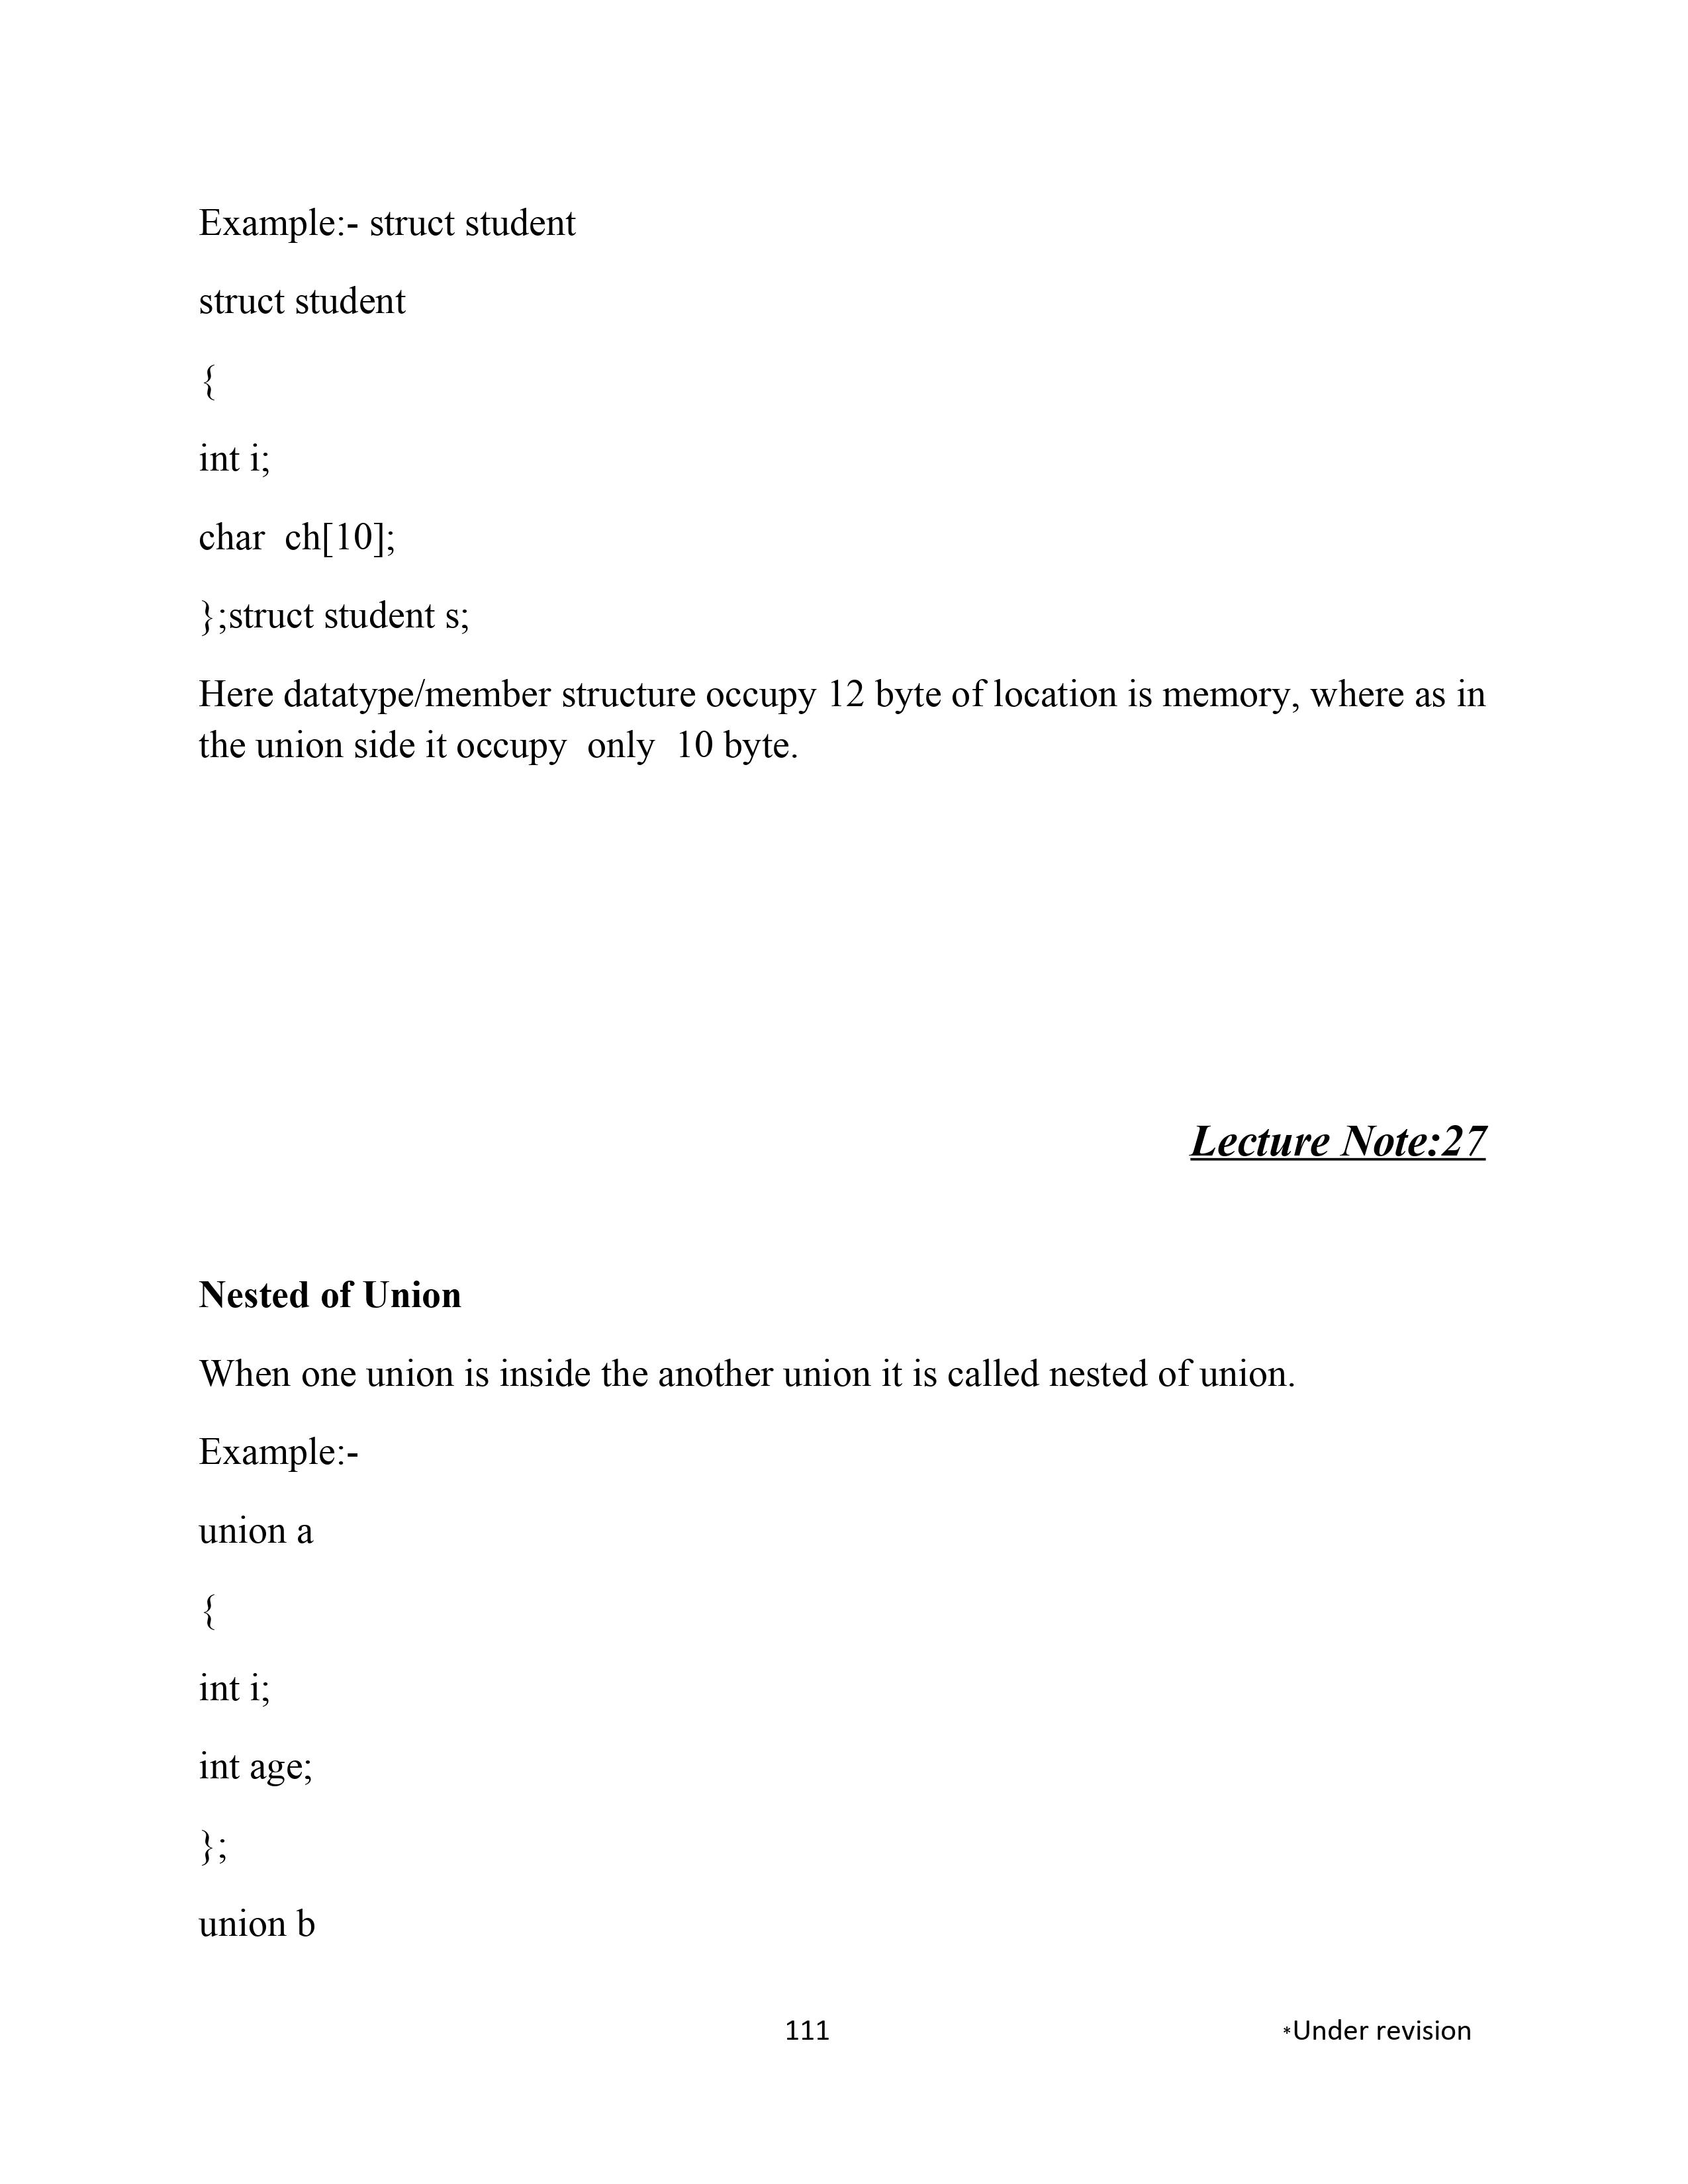 Example:- struct student
struct student
{
int i;
char  ch[10];
};struct student s;
Here datatype/member structure occupy 12 byte of location is memory, where as in
the union side it occupy  only  10 byte.
Lecture Note:27
Nested of Union
When one union is inside the another union it is called nested of union.
Example:-
union a
{
int i;
int age;
};
union b
111
*Under revision